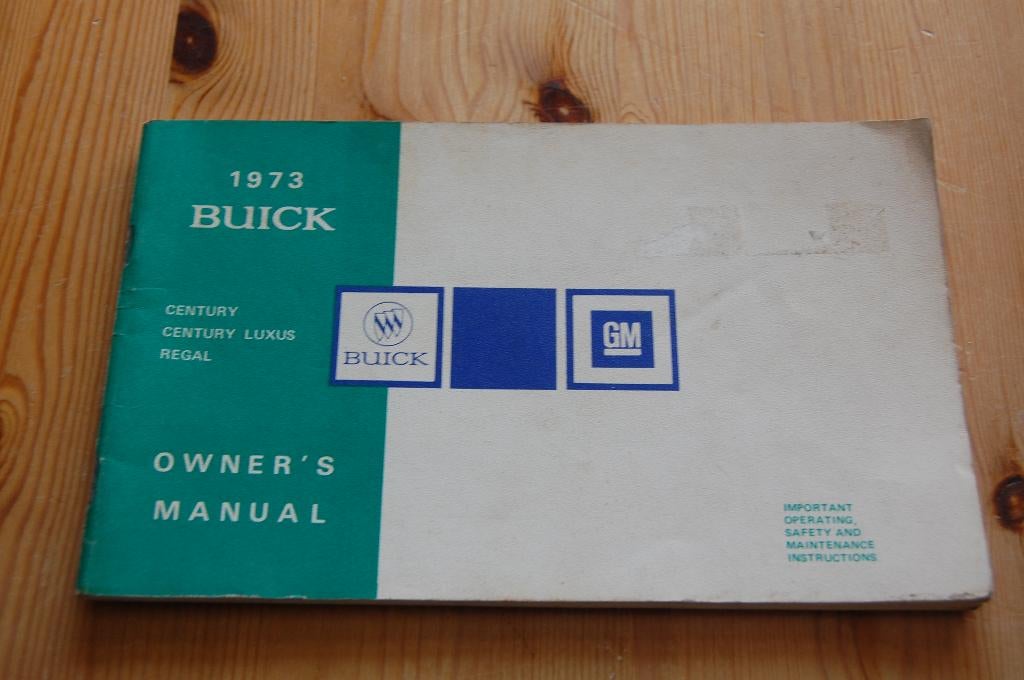 1973
BUICK
CENTURY
CENTURY LUXUS
REGAL
BUICK
GM
OWNER'S
MANUAL
IMPORTANT
OPERATING,
SAFETY AND
MAINTENANCE
INSTRUCTIONS